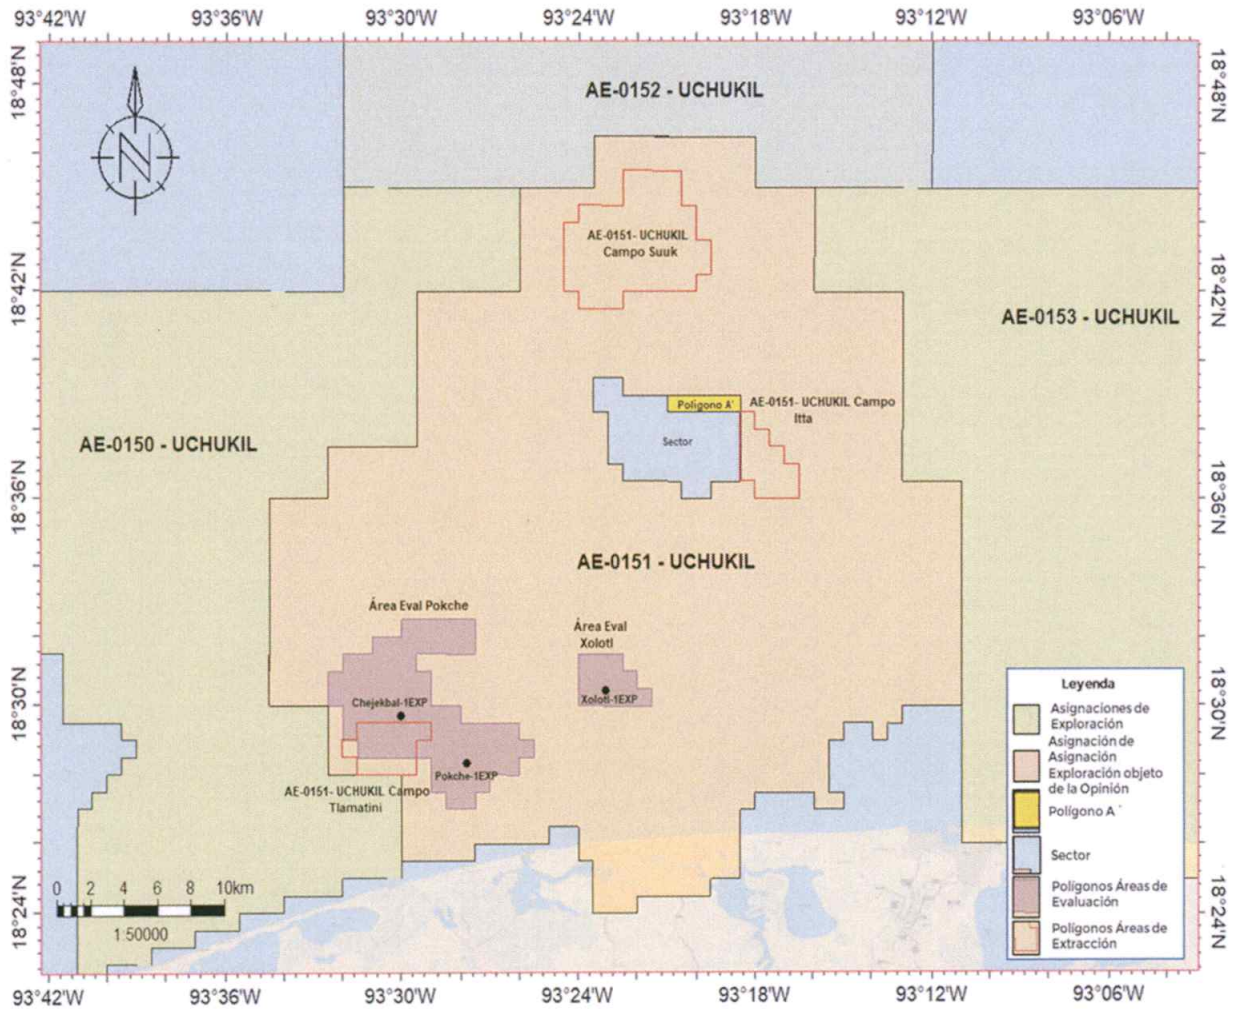 93°42'W 93°36'W 93°30'W 93°24'W 93°18'W 93°12'W 93°06'W
18°48'N
18°48'N
N
AE-0152 - UCHUKIL
AE-0151- UCHUKIL
Campo Suuk
18°42'N
18°42'N
AE-0153 - UCHUKIL
Polígono A'
AE-0151- UCHUKIL Campo
Itta
Sector
AE-0150 - UCHUKIL
18°36'N
18°36'N
AE-0151 - UCHUKIL
Área Eval Pokche
Área Eval
Xolotl
Chejekbal-1EXP
Xolotl-1EXP
18°30'N
18°30'N
Pokche-1EXP
AE-0151- UCHUKIL Campo
Tlamatini
Leyenda
Asignaciones de
Exploración
Asignación de
Asignación
Exploración objeto
de la Opinión
Polígono A ´
Sector
Polígonos Áreas de
Evaluación
Polígonos Áreas de
Extracción
0 2 4 6 8 10km
1:50000
18°24'N
18°24'N
93°42'W 93°36'W 93°30'W 93°24'W 93°18'W 93°12'W 93°06'W